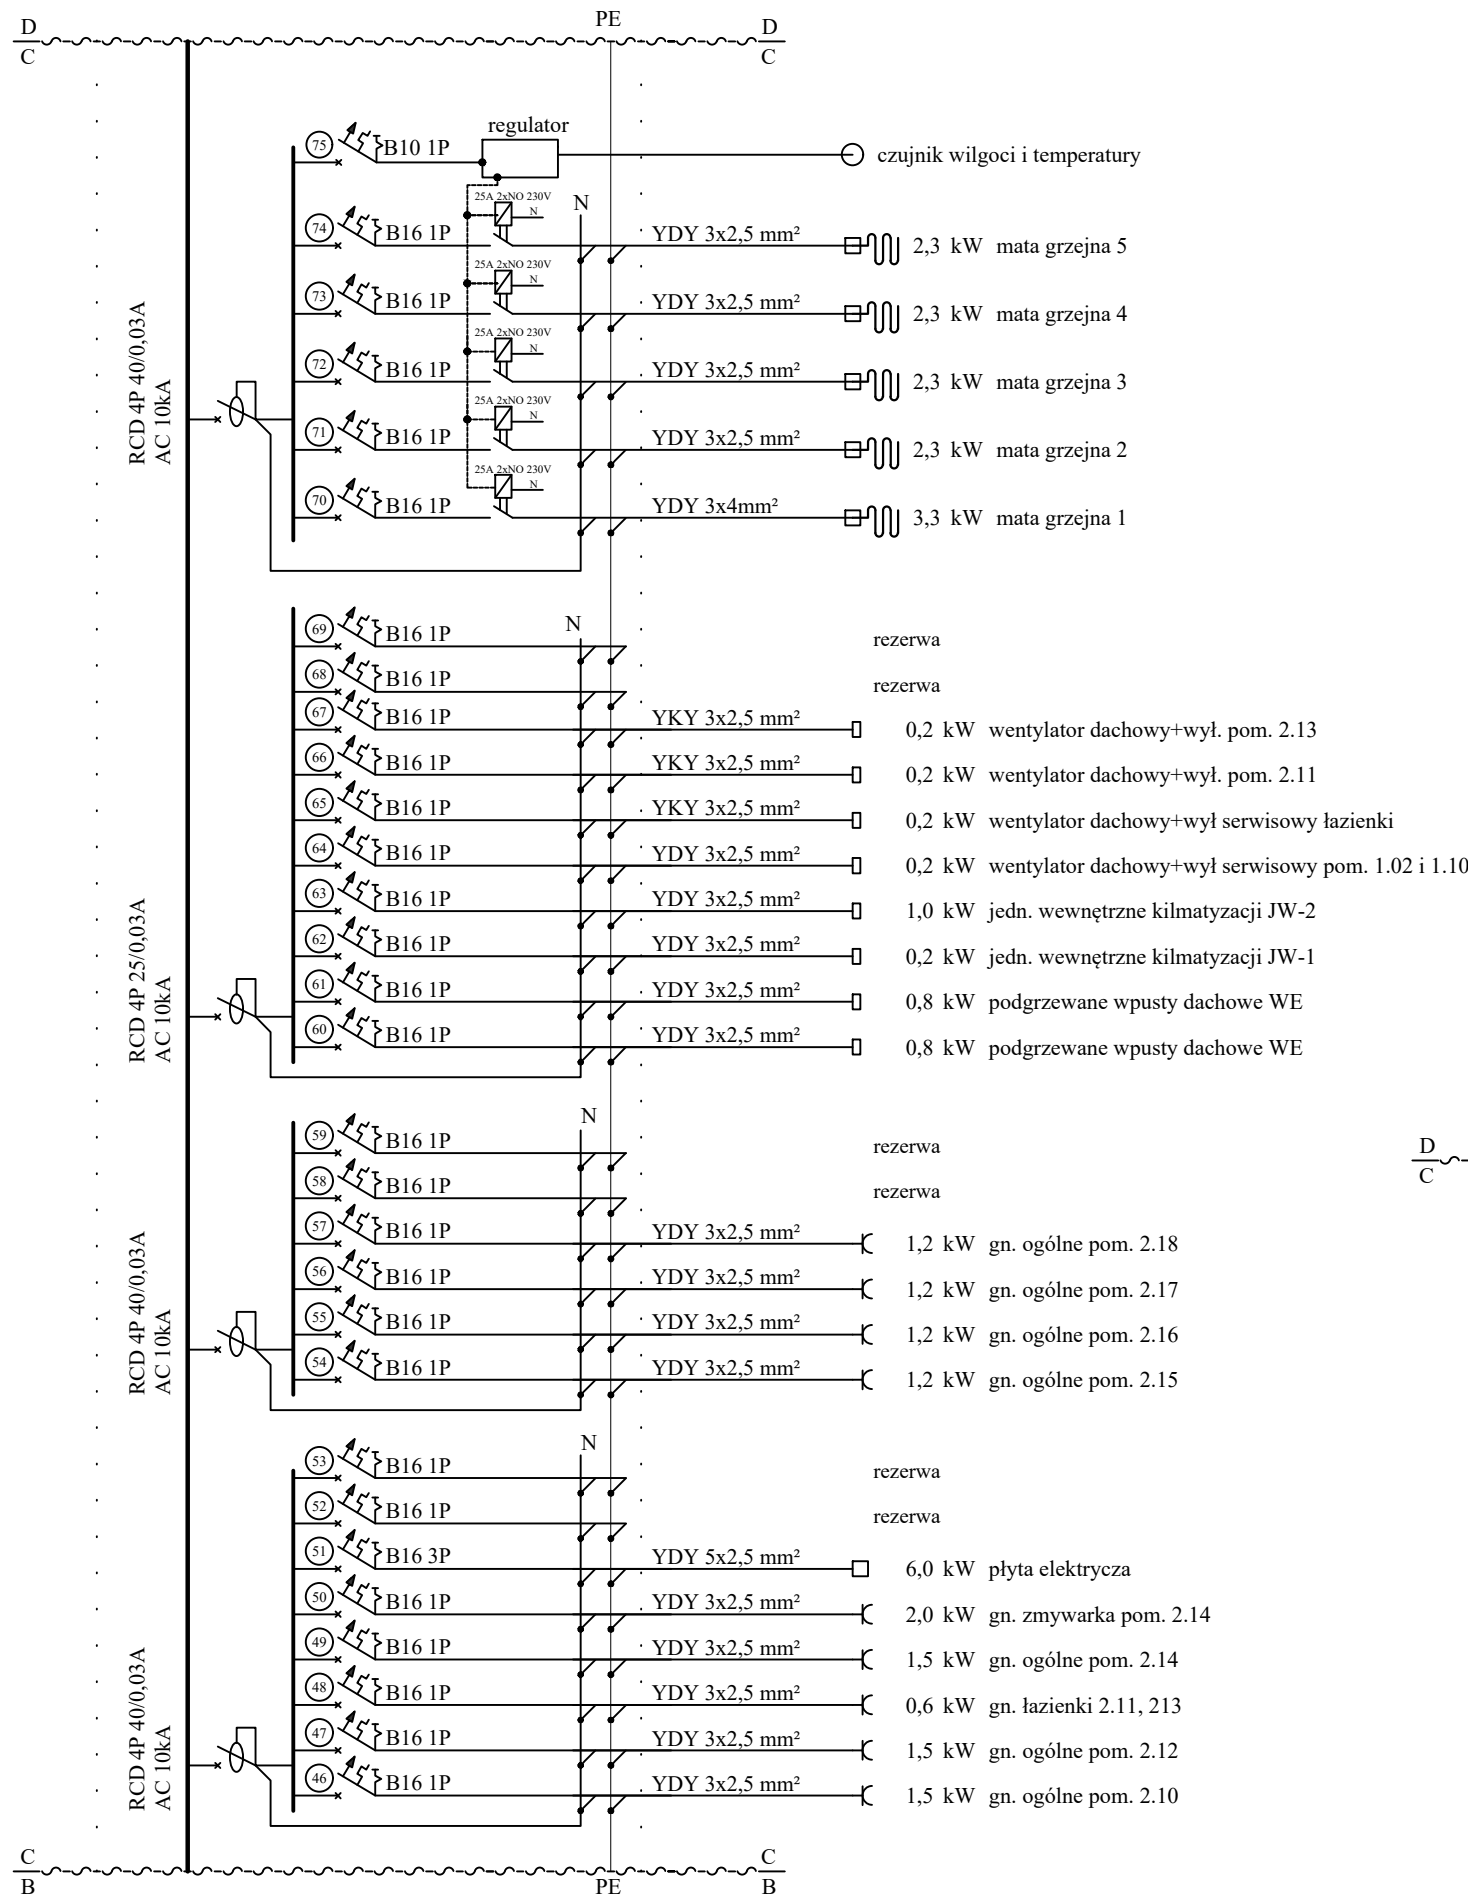 D PE D
C C
75 B10 1P regulator czujnik wilgoci i temperatury
25A 2xNO 230V N N
74 B16 1P YDY 3x2,5 mm² 2,3 kW mata grzejna 5
25A 2xNO 230V N
73 B16 1P YDY 3x2,5 mm² 2,3 kW mata grzejna 4
25A 2xNO 230V N
72 B16 1P YDY 3x2,5 mm² 2,3 kW mata grzejna 3
RCD 4P 40/0,03A
AC 10kA
25A 2xNO 230V N
71 B16 1P YDY 3x2,5 mm² 2,3 kW mata grzejna 2
25A 2xNO 230V N
70 B16 1P YDY 3x4mm² 3,3 kW mata grzejna 1
N
69 B16 1P rezerwa
68 B16 1P rezerwa
67 B16 1P YKY 3x2,5 mm² 0,2 kW wentylator dachowy+wył. pom. 2.13
66 B16 1P YKY 3x2,5 mm² 0,2 kW wentylator dachowy+wył. pom. 2.11
65 B16 1P YKY 3x2,5 mm² 0,2 kW wentylator dachowy+wył serwisowy łazienki
64 B16 1P YDY 3x2,5 mm² 0,2 kW wentylator dachowy+wył serwisowy pom. 1.02 i 1.10
63 B16 1P YDY 3x2,5 mm² 1,0 kW jedn. wewnętrzne kilmatyzacji JW-2
62 B16 1P YDY 3x2,5 mm² 0,2 kW jedn. wewnętrzne kilmatyzacji JW-1
RCD 4P 25/0,03A
AC 10kA
61 B16 1P YDY 3x2,5 mm² 0,8 kW podgrzewane wpusty dachowe WE
60 B16 1P YDY 3x2,5 mm² 0,8 kW podgrzewane wpusty dachowe WE
N
59 B16 1P rezerwa
D
C
58 B16 1P rezerwa
57 B16 1P YDY 3x2,5 mm² 1,2 kW gn. ogólne pom. 2.18
56 B16 1P YDY 3x2,5 mm² 1,2 kW gn. ogólne pom. 2.17
RCD 4P 40/0,03A
AC 10kA
55 B16 1P YDY 3x2,5 mm² 1,2 kW gn. ogólne pom. 2.16
54 B16 1P YDY 3x2,5 mm² 1,2 kW gn. ogólne pom. 2.15
N
53 B16 1P rezerwa
52 B16 1P rezerwa
51 B16 3P YDY 5x2,5 mm² 6,0 kW płyta elektrycza
50 B16 1P YDY 3x2,5 mm² 2,0 kW gn. zmywarka pom. 2.14
49 B16 1P YDY 3x2,5 mm² 1,5 kW gn. ogólne pom. 2.14
48 B16 1P YDY 3x2,5 mm² 0,6 kW gn. łazienki 2.11, 213
RCD 4P 40/0,03A
AC 10kA
47 B16 1P YDY 3x2,5 mm² 1,5 kW gn. ogólne pom. 2.12
46 B16 1P YDY 3x2,5 mm² 1,5 kW gn. ogólne pom. 2.10
C C
B PE B